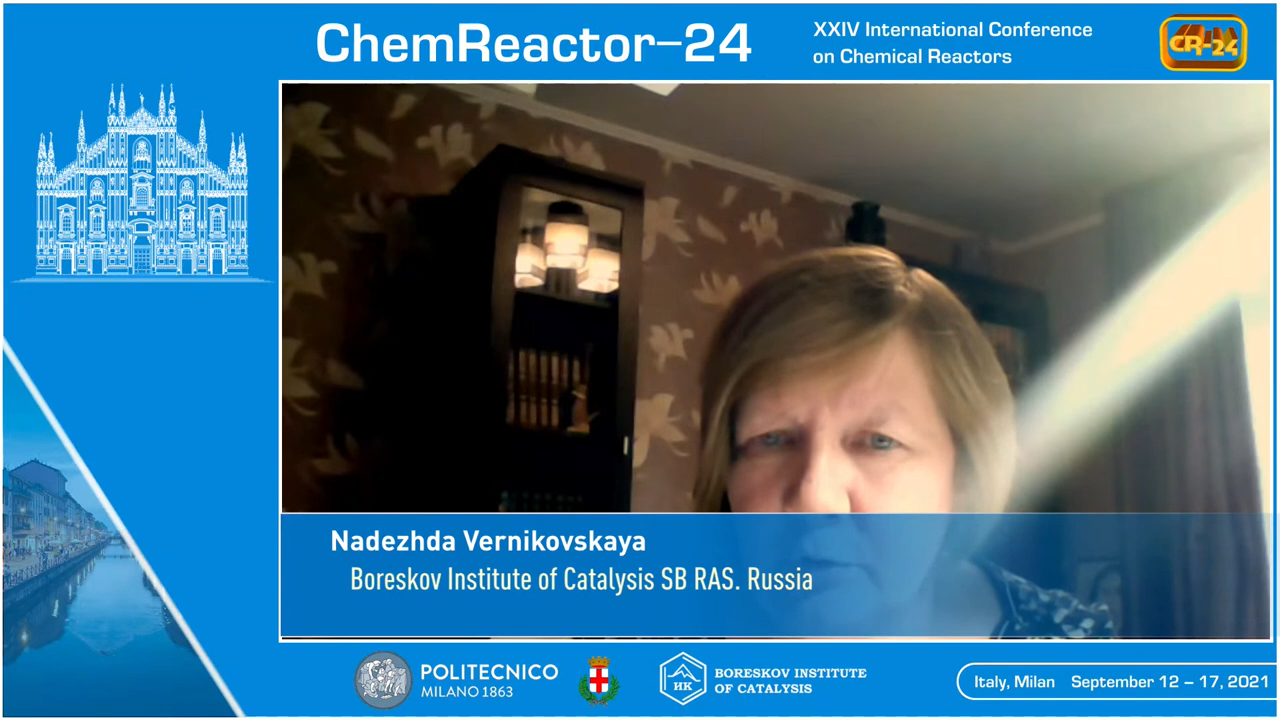 ChemReactor–24
XXIV International Conference
on Chemical Reactors
CR-24
Nadezhda Vernikovskaya
Boreskov Institute of Catalysis SB RAS. Russia
POLITECNICO
MILANO 1863
НК
BORESKOV INSTITUTE
OF CATALYSIS
Italy, Milan September 12 – 17, 2021